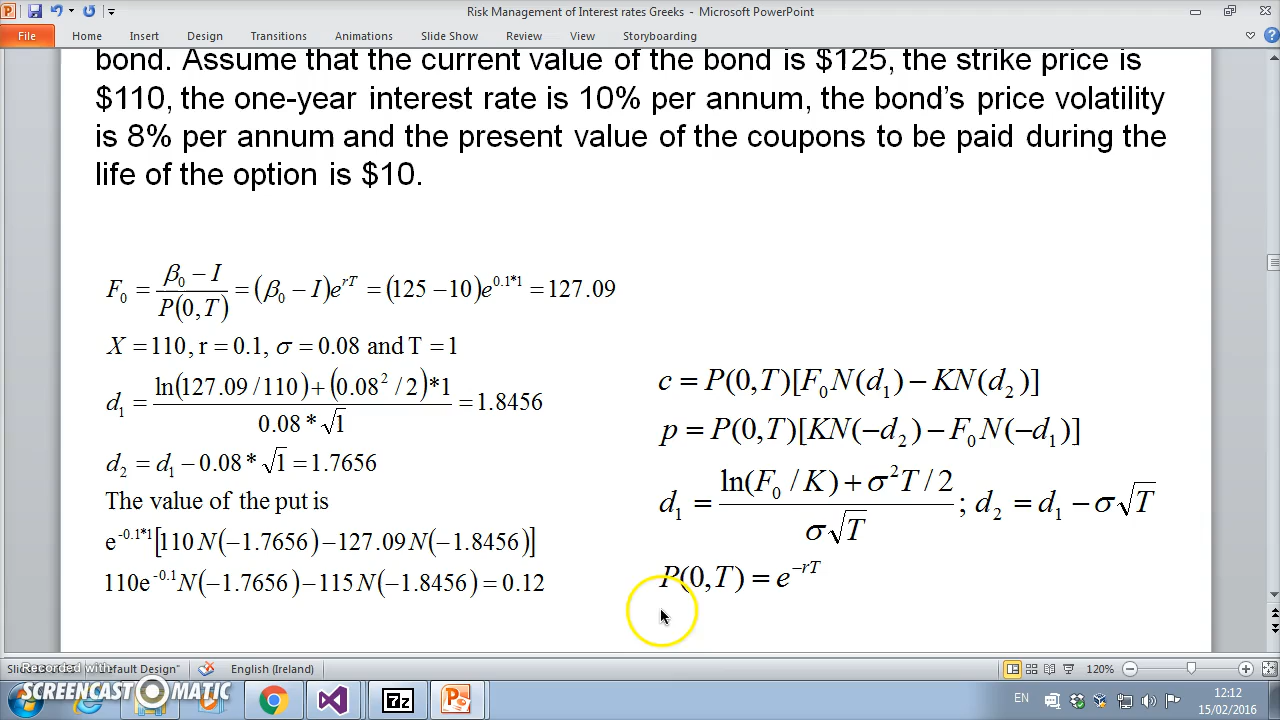 Risk Management of Interest rates Greeks - Microsoft PowerPoint
File Home Insert Design Transitions Animations Slide Show Review View Storyboarding
bond. Assume that the current value of the bond is $125, the strike price is
$110, the one-year interest rate is 10% per annum, the bond's price volatility
is 8% per annum and the present value of the coupons to be paid during the
life of the option is $10.
F₀ = (β₀ − I) / P(0,T) = (β₀ − I)e^{rT} = (125 − 10)e^{0.1*1} = 127.09
X = 110, r = 0.1, σ = 0.08 and T = 1
d₁ = (ln(127.09 / 110) + (0.08² / 2)*1) / (0.08 * √1) = 1.8456
d₂ = d₁ − 0.08 * √1 = 1.7656
The value of the put is
e^{-0.1*1}[110N(−1.7656) − 127.09N(−1.8456)]
110e^{-0.1}N(−1.7656) − 115N(−1.8456) = 0.12
c = P(0,T)[F₀N(d₁) − KN(d₂)]
p = P(0,T)[KN(−d₂) − F₀N(−d₁)]
d₁ = (ln(F₀ / K) + σ²T / 2) / (σ√T); d₂ = d₁ − σ√T
P(0,T) = e^{−rT}
Recorded with "Default Design" English (Ireland) 120%
SCREENCAST MATIC
EN 12:12
15/02/2016